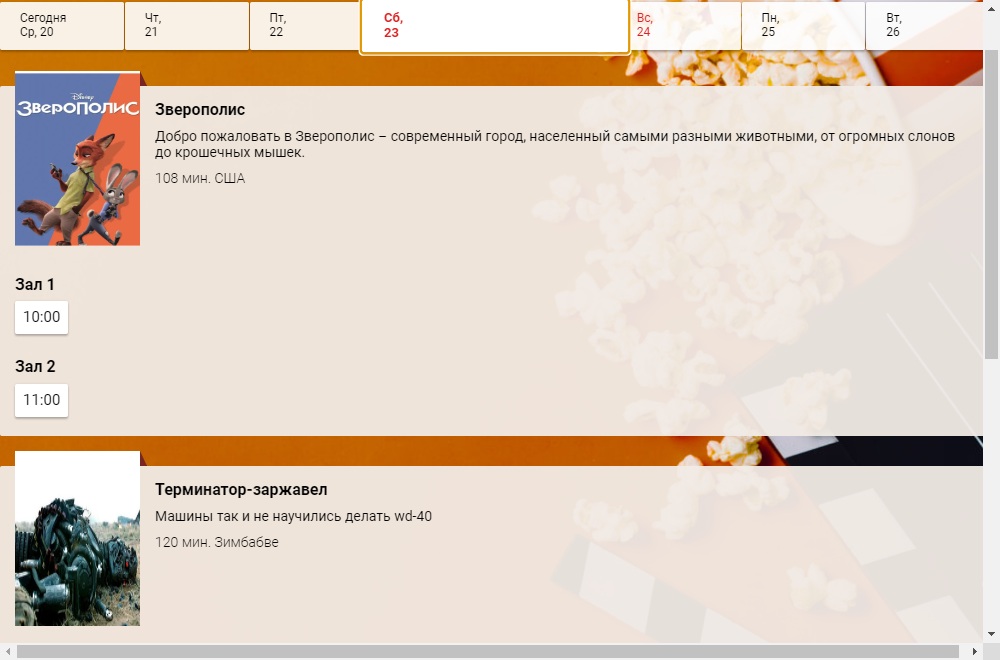 Сегодня
Ср, 20
Чт,
21
Пт,
22
Сб,
23
Вс,
24
Пн,
25
Вт,
26
Disney
ЗВЕРОПОЛИС
Зверополис
Добро пожаловать в Зверополис – современный город, населенный самыми разными животными, от огромных слонов
до крошечных мышек.
108 мин. США
Зал 1
10:00
Зал 2
11:00
Терминатор-заржавел
Машины так и не научились делать wd-40
120 мин. Зимбабве